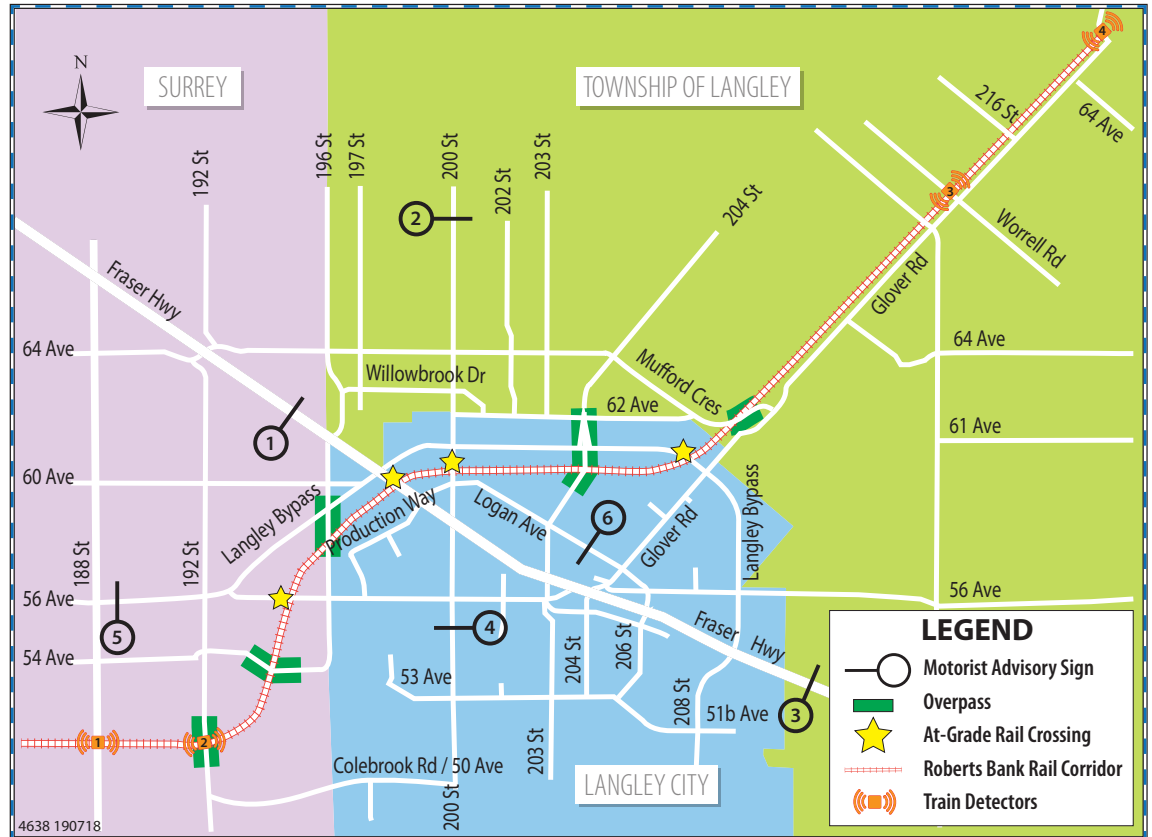 N
SURREY
TOWNSHIP OF LANGLEY
4
216 St
64 Ave
192 St
196 St
197 St
200 St
202 St
203 St
204 St
2
3
Worrell Rd
Fraser Hwy
Glover Rd
64 Ave
64 Ave
Willowbrook Dr
Mufford Cres
62 Ave
1
61 Ave
60 Ave
Langley Bypass
Production Way
Logan Ave
6
Glover Rd
Langley Bypass
188 St
192 St
56 Ave
56 Ave
5
4
54 Ave
53 Ave
204 St
206 St
Fraser Hwy
208 St
51b Ave
3
1
2
203 St
Colebrook Rd / 50 Ave
200 St
LANGLEY CITY
LEGEND
Motorist Advisory Sign
Overpass
At-Grade Rail Crossing
Roberts Bank Rail Corridor
Train Detectors
4638 190718